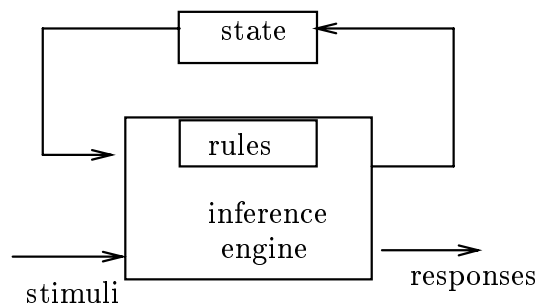 state
rules
inference
engine
stimuli
responses